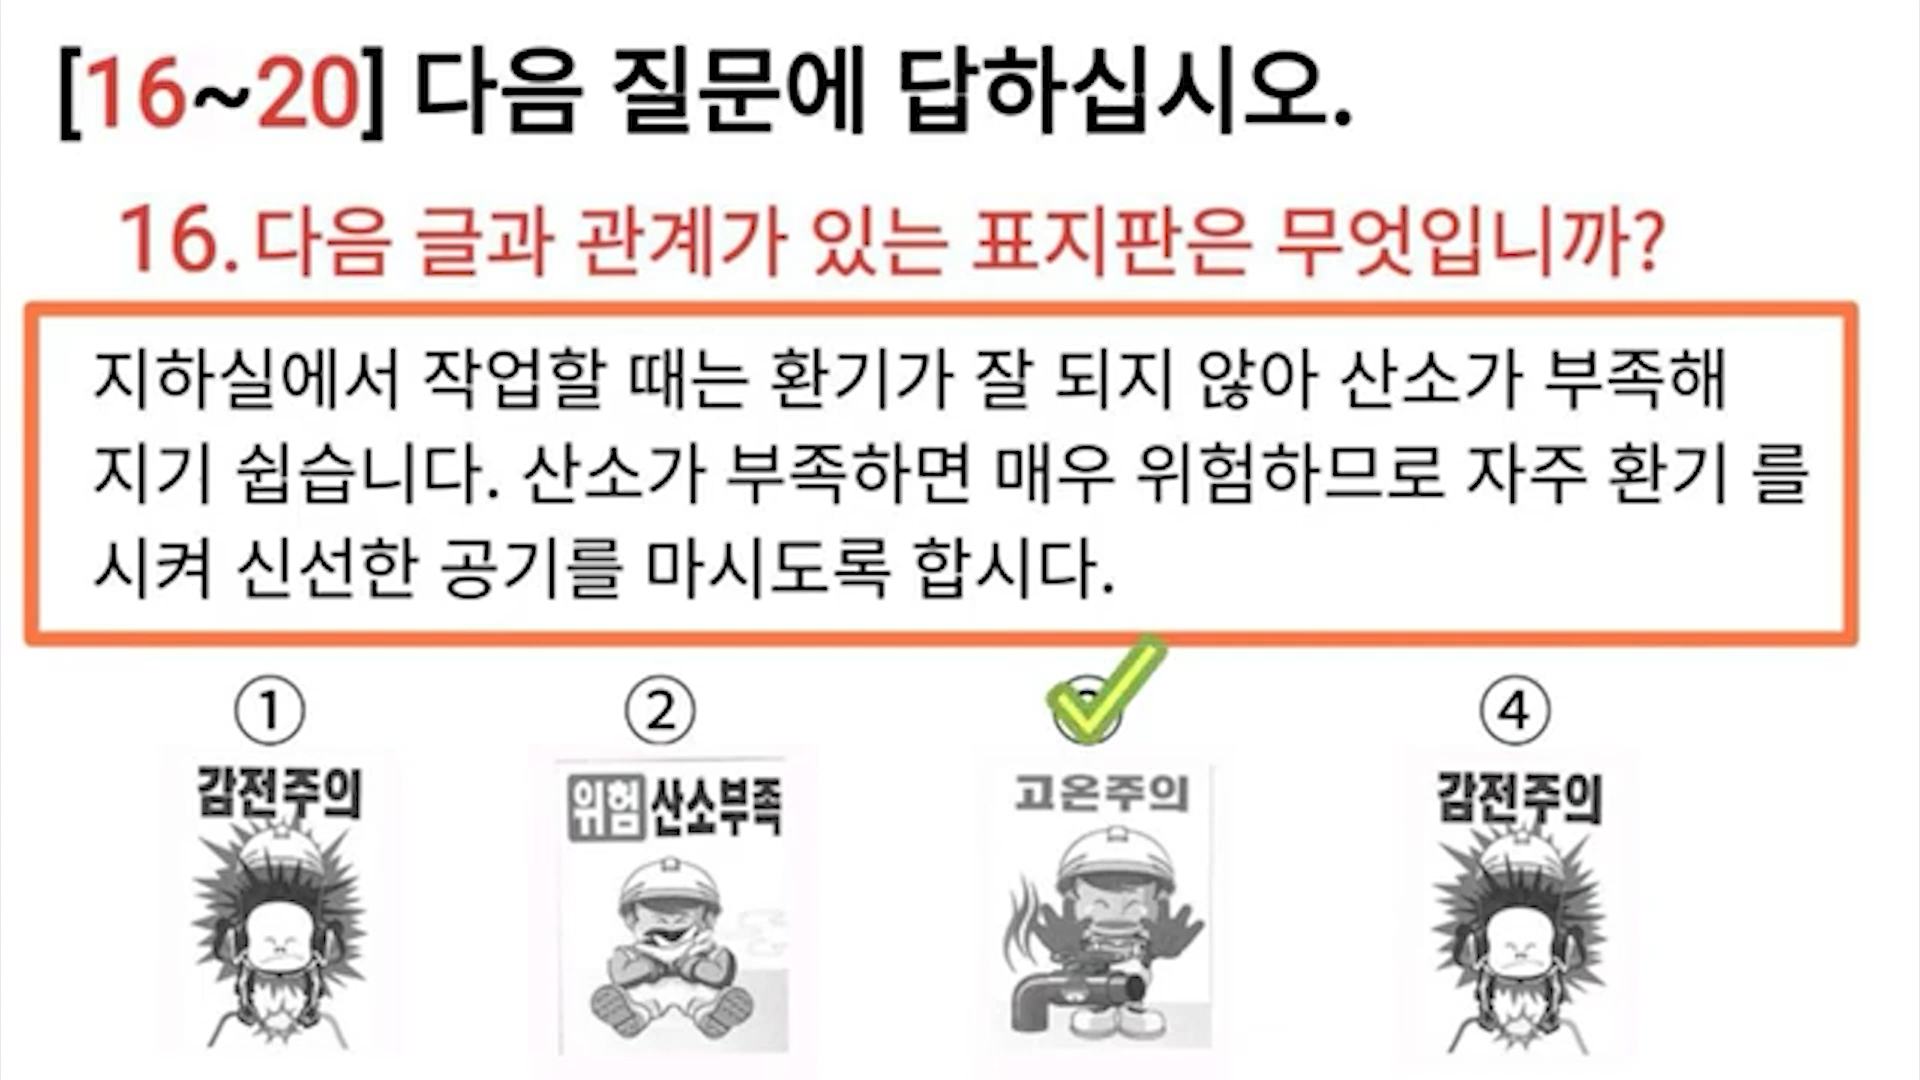 [16~20] 다음 질문에 답하십시오.
16. 다음 글과 관계가 있는 표지판은 무엇입니까?
지하실에서 작업할 때는 환기가 잘 되지 않아 산소가 부족해
지기 쉽습니다. 산소가 부족하면 매우 위험하므로 자주 환기 를
시켜 신선한 공기를 마시도록 합시다.
① ② ④
감전주의 위험 산소부족 고온주의 감전주의